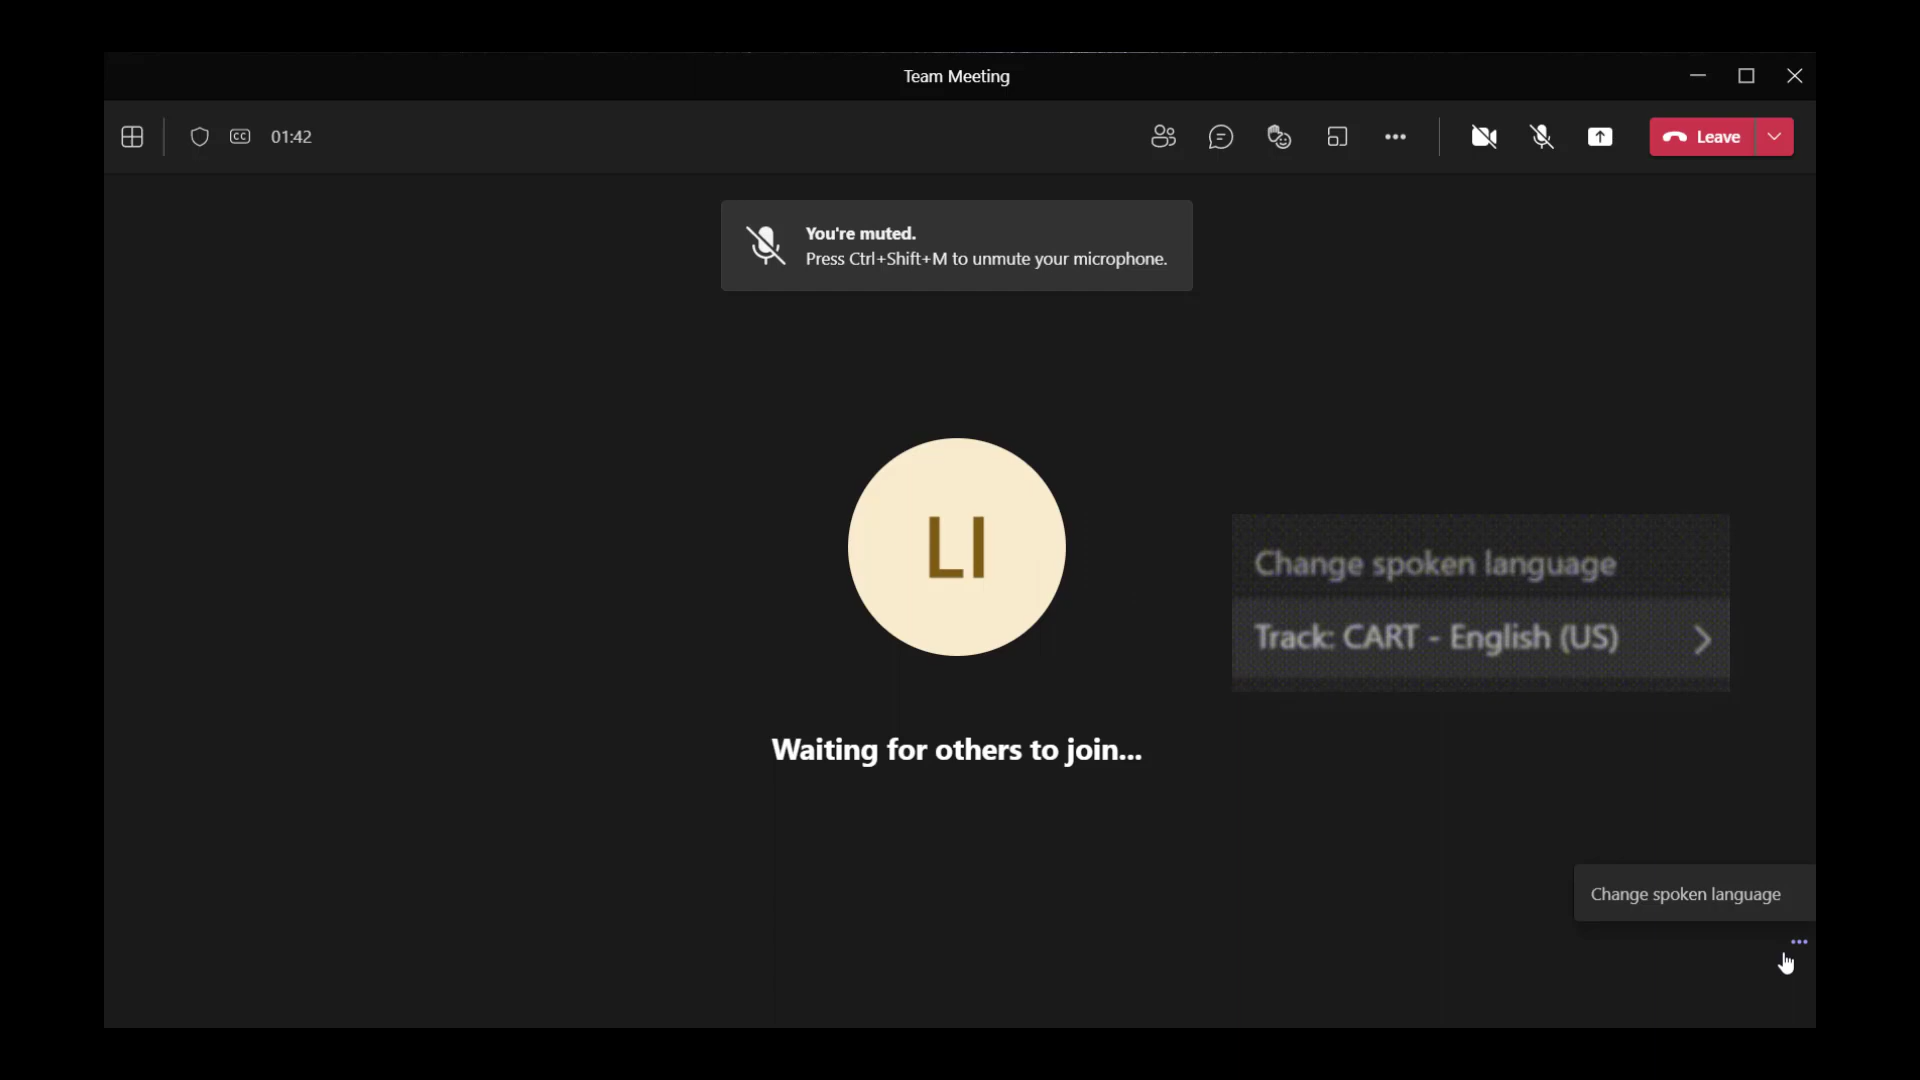 Team Meeting
CC 01:42
Leave
You're muted.
Press Ctrl+Shift+M to unmute your microphone.
LI
Change spoken language
Track: CART - English (US)
Waiting for others to join...
Change spoken language